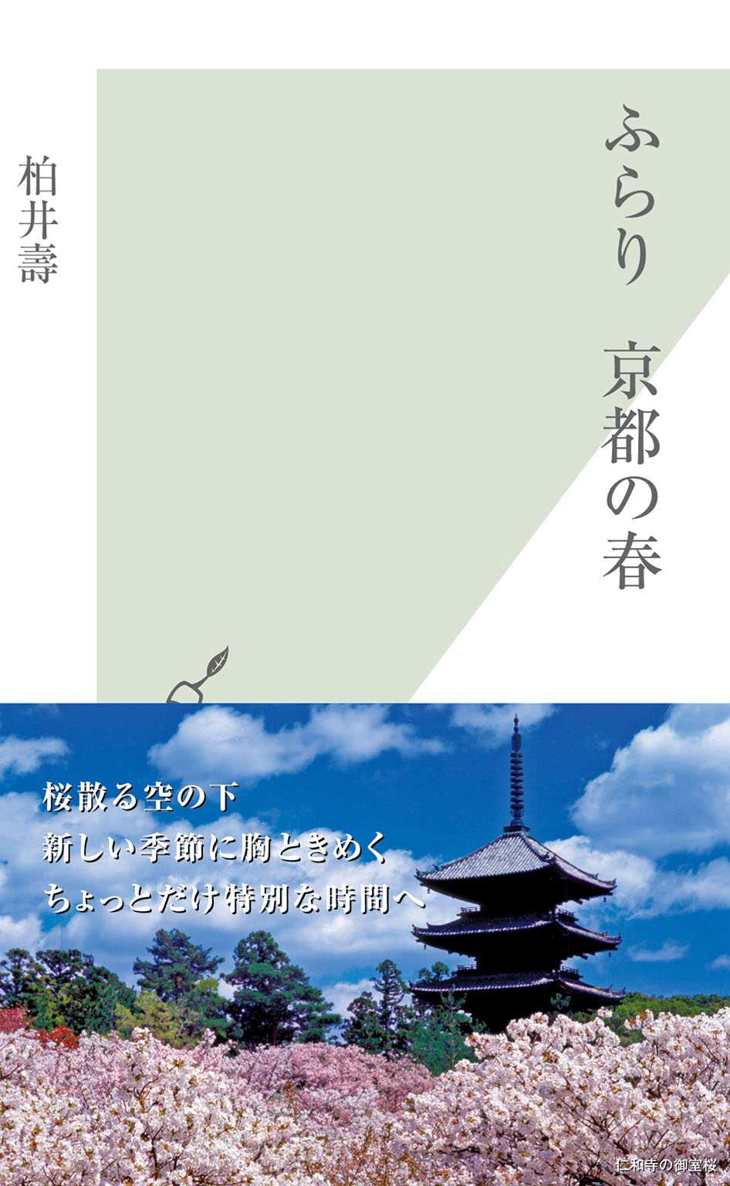 ふらり 京都の春
柏井壽
桜散る空の下
新しい季節に胸ときめく
ちょっとだけ特別な時間へ
仁和寺の御室桜